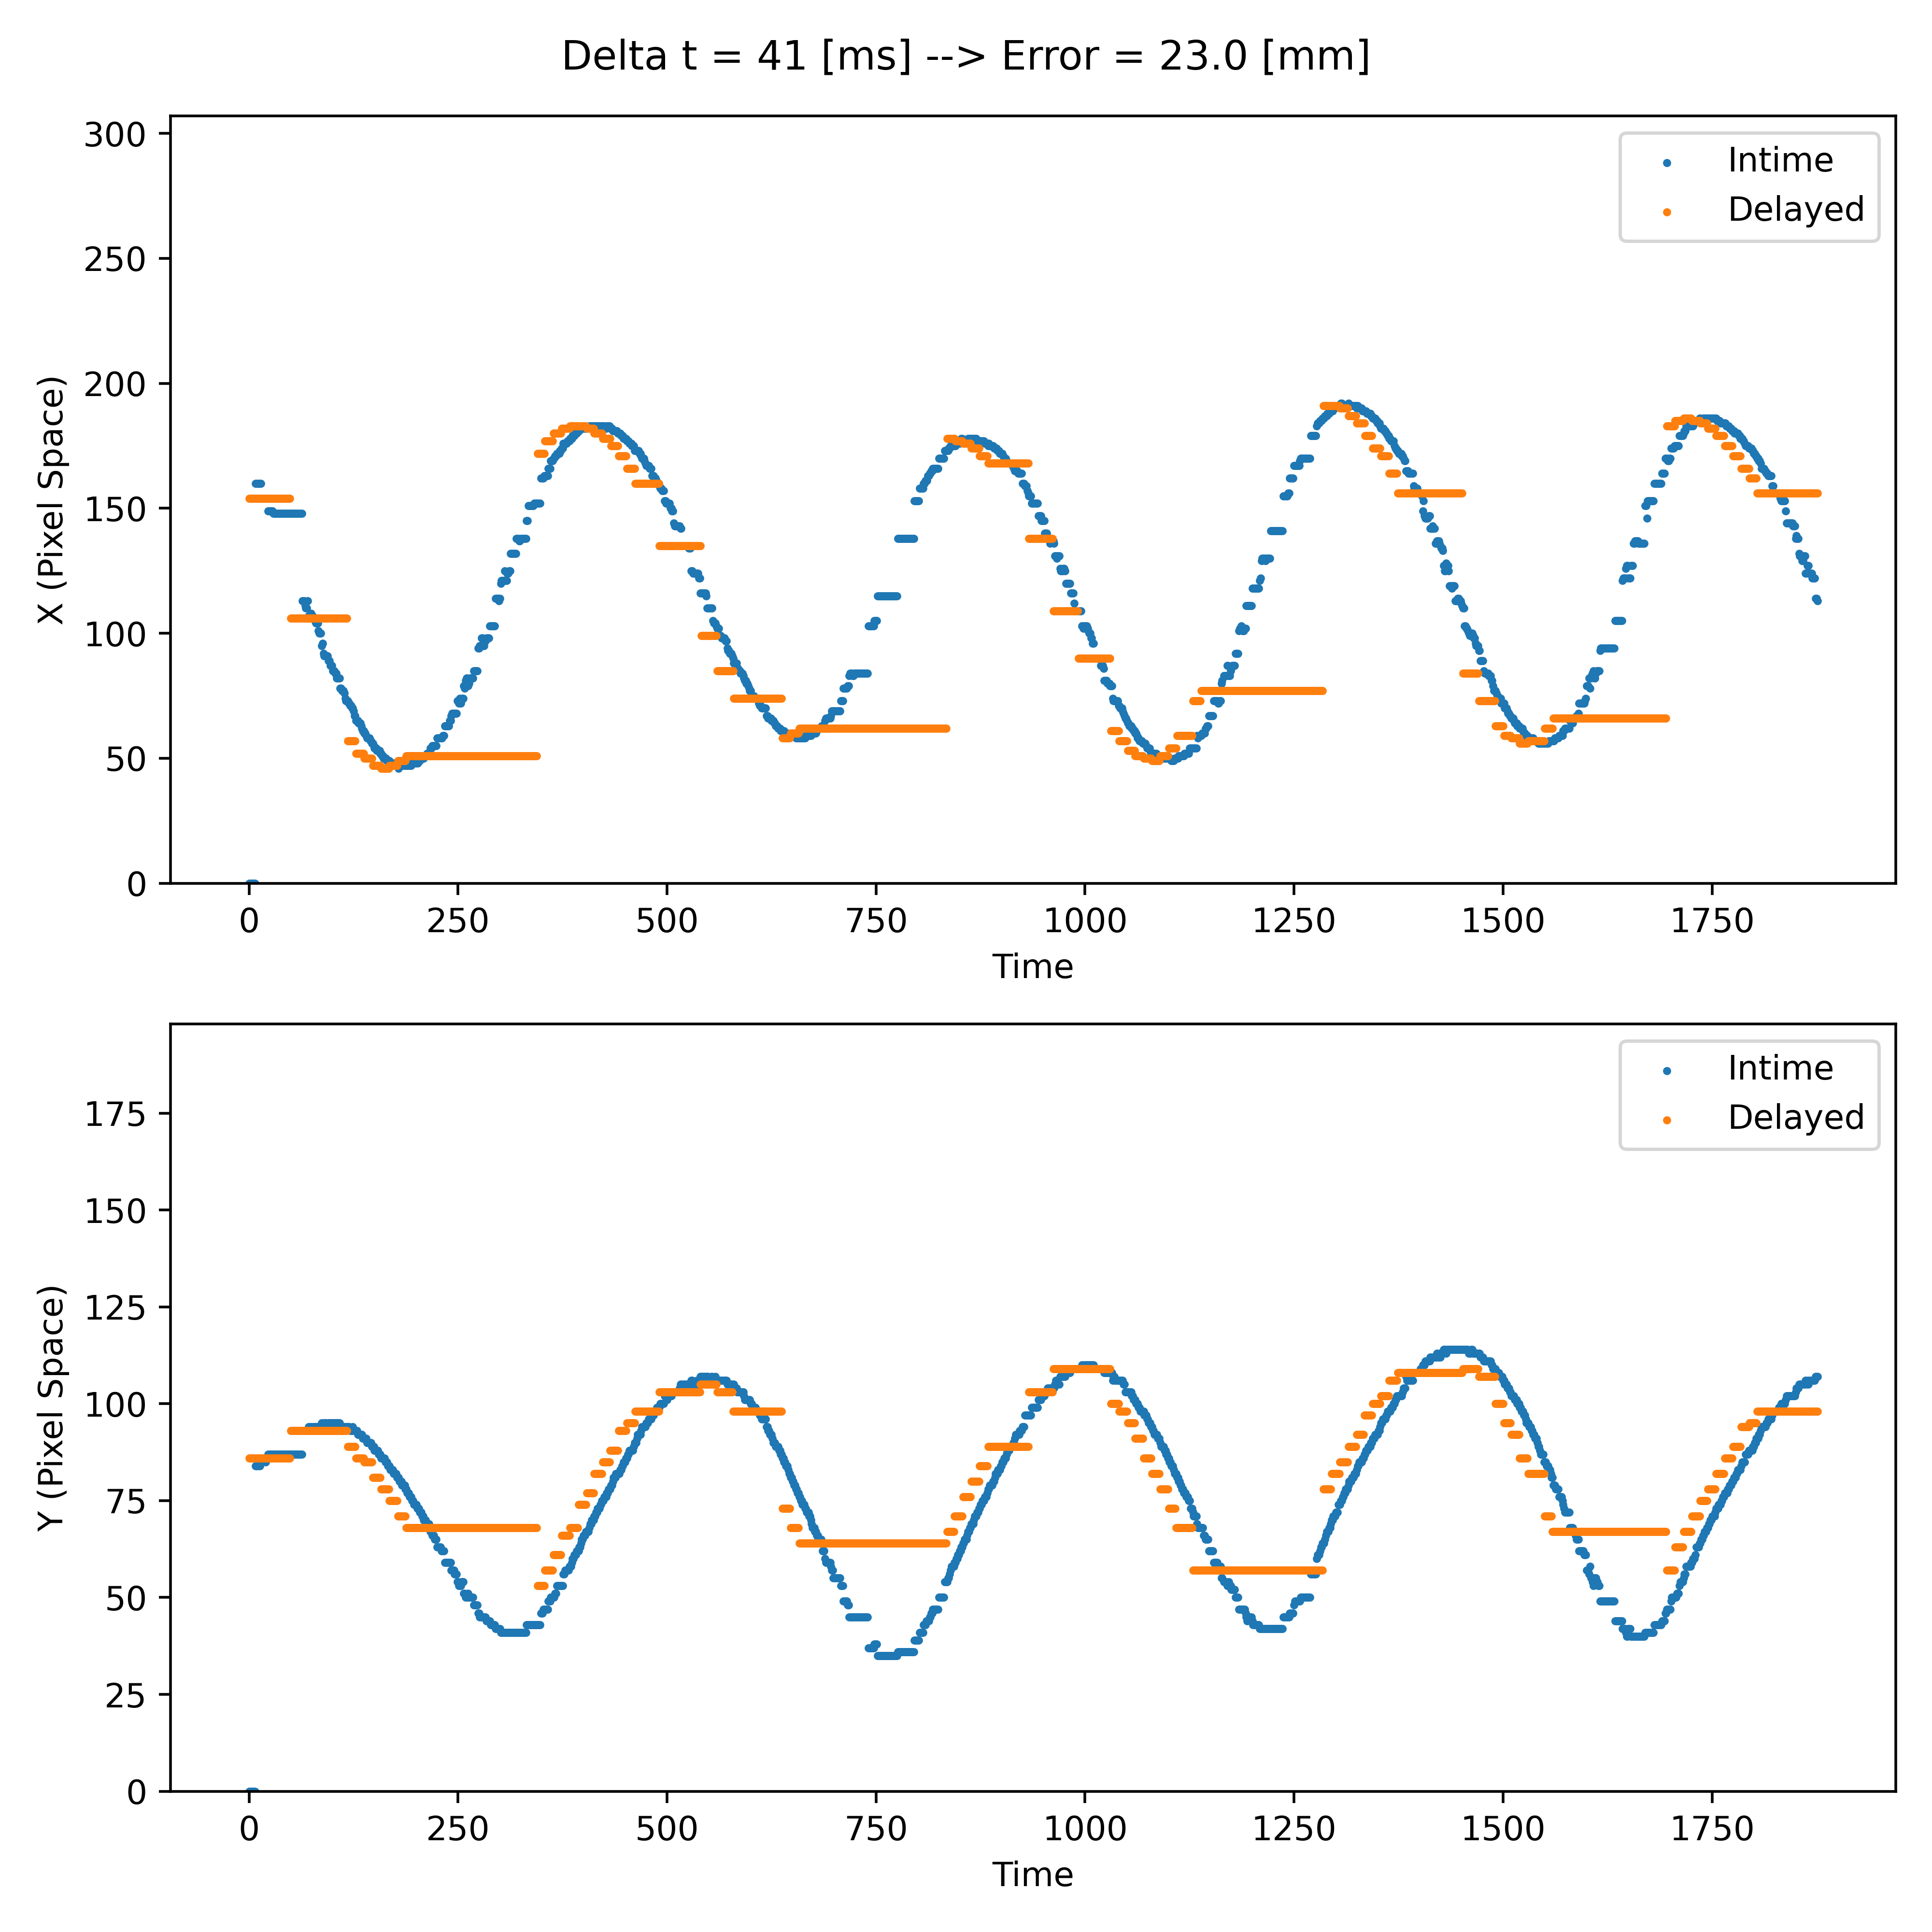 Delta t = 41 [ms] --> Error = 23.0 [mm]
300
250
200
150
100
50
0
X (Pixel Space)
Intime
Delayed
0 250 500 750 1000 1250 1500 1750
Time
175
150
125
100
75
50
25
0
Y (Pixel Space)
Intime
Delayed
0 250 500 750 1000 1250 1500 1750
Time